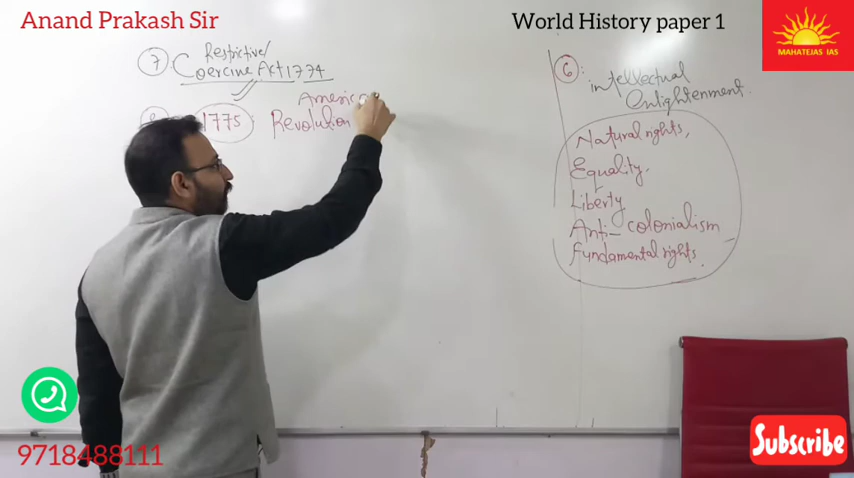 Anand Prakash Sir
World History paper 1
MAHATEJAS IAS
7 Restrictive/
Coercine Act 1774
1775
America
Revolution
6: intellectual
Enlightenment.
Natural rights,
Equality.
Liberty
Anti-colonialism
Fundamental rights.
9718488111
Subscribe